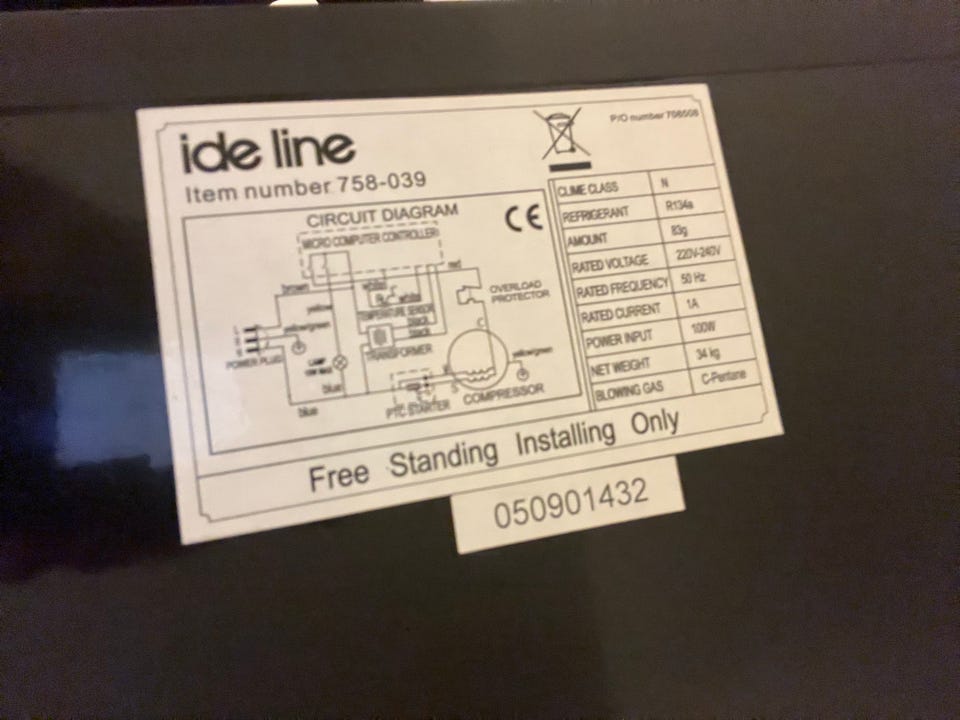 ide line
Item number 758-039
P/O number 798508
CIRCUIT DIAGRAM
MICRO COMPUTER CONTROLLER
brown
red
yellow
yellow/green
TEMPERATURE SENSOR
OVERLOAD
PROTECTOR
TRANSFORMER
POWER PLUG
LAMP
C
S
yellow/green
COMPRESSOR
PTC STARTER
blue
blue
CE
CLIME CLASS N
REFRIGERANT R134a
AMOUNT 83g
RATED VOLTAGE 220V-240V
RATED FREQUENCY 50 Hz
RATED CURRENT 1A
POWER INPUT 100W
NET WEIGHT 34 kg
BLOWING GAS C-Pentane
Free Standing Installing Only
050901432